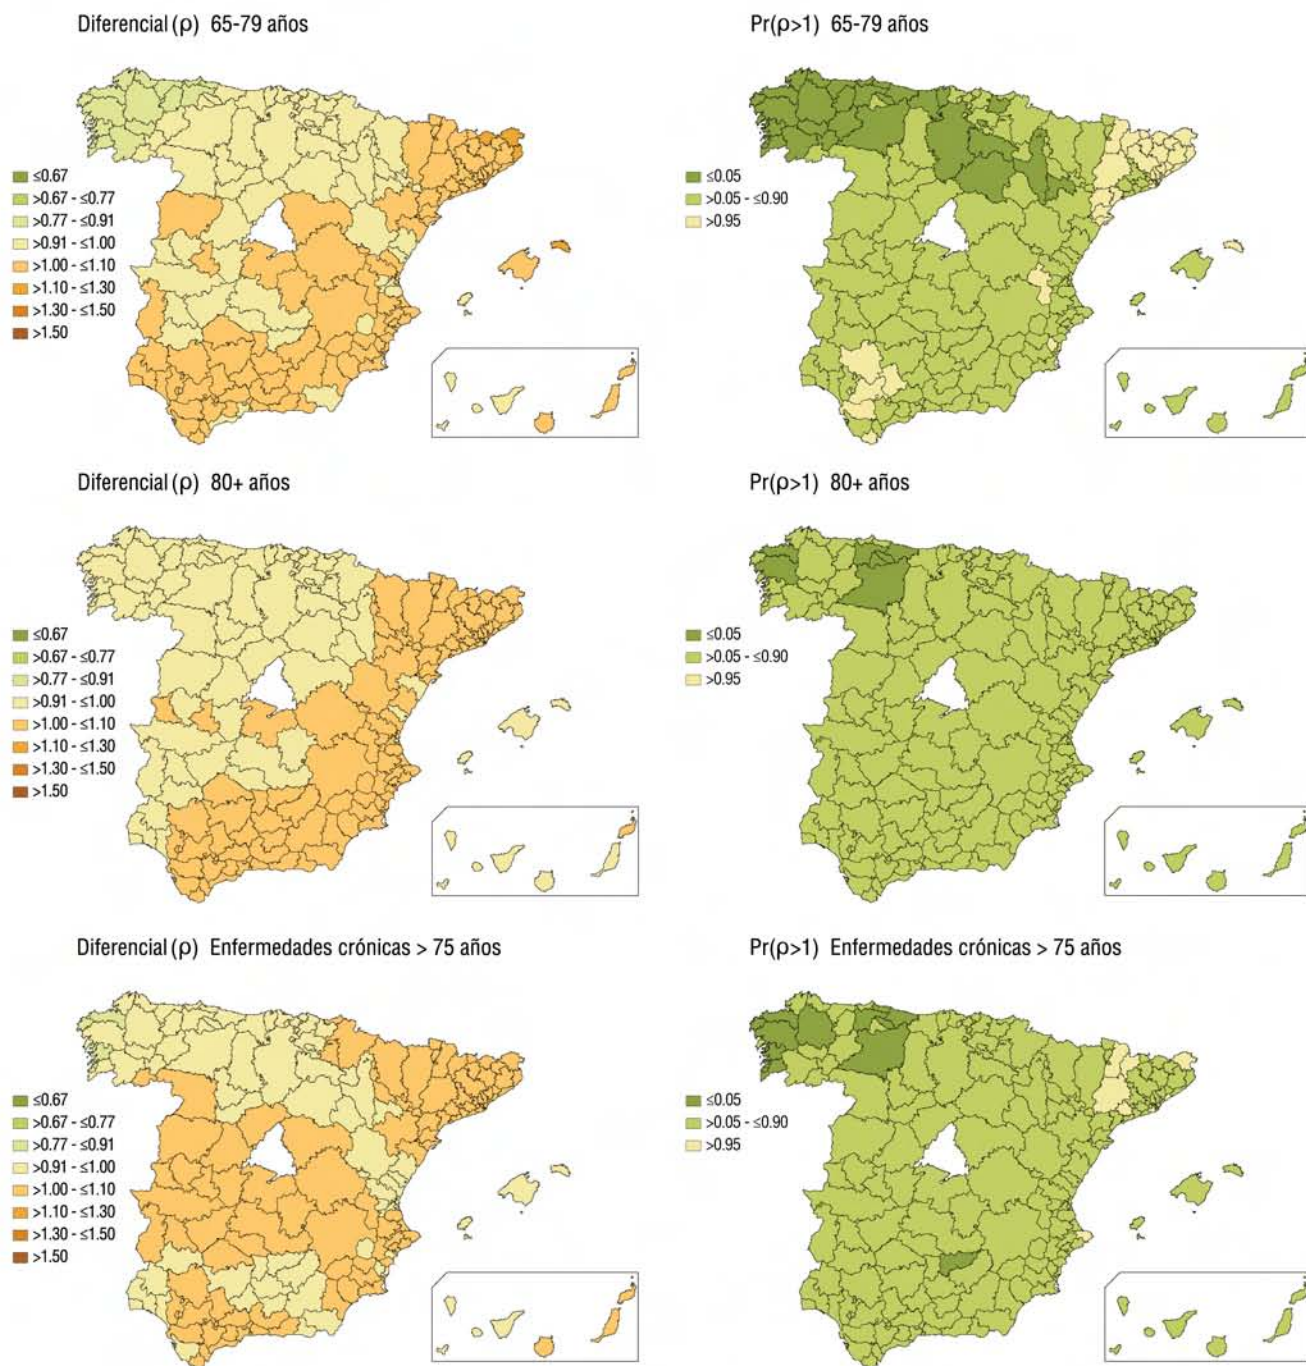 Diferencial (ρ) 65-79 años
Pr(ρ>1) 65-79 años
≤0.67
>0.67 - ≤0.77
>0.77 - ≤0.91
>0.91 - ≤1.00
>1.00 - ≤1.10
>1.10 - ≤1.30
>1.30 - ≤1.50
>1.50
≤0.05
>0.05 - ≤0.90
>0.95
Diferencial (ρ) 80+ años
Pr(ρ>1) 80+ años
≤0.67
>0.67 - ≤0.77
>0.77 - ≤0.91
>0.91 - ≤1.00
>1.00 - ≤1.10
>1.10 - ≤1.30
>1.30 - ≤1.50
>1.50
≤0.05
>0.05 - ≤0.90
>0.95
Diferencial (ρ) Enfermedades crónicas > 75 años
Pr(ρ>1) Enfermedades crónicas > 75 años
≤0.67
>0.67 - ≤0.77
>0.77 - ≤0.91
>0.91 - ≤1.00
>1.00 - ≤1.10
>1.10 - ≤1.30
>1.30 - ≤1.50
>1.50
≤0.05
>0.05 - ≤0.90
>0.95